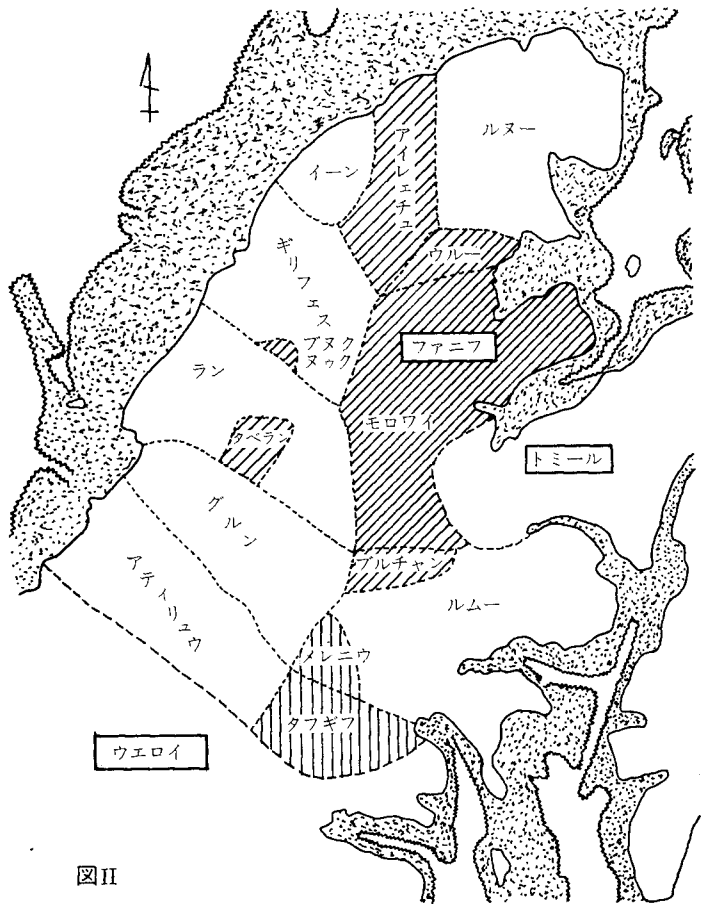 ルヌー
アイレェチュ
イーン
ウルー
ギリフェス
ブヌク
ヌゥク
ファニフ
ラン
タベラン
モロワイ
トミール
グルン
ブルチャン
アティリュウ
ルムー
メレニウ
タフギフ
ウエロイ
図II